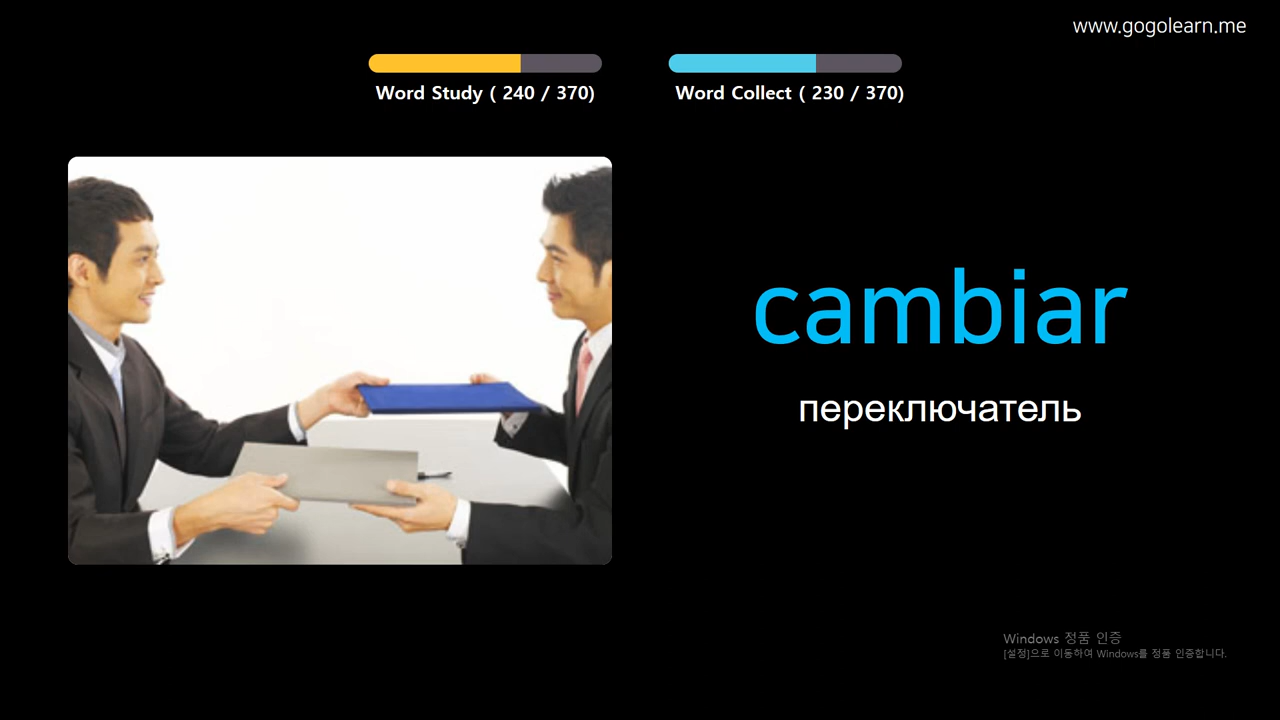 www.gogolearn.me
Word Study ( 240 / 370)
Word Collect ( 230 / 370)
cambiar
переключатель
Windows 정품 인증
[설정]으로 이동하여 Windows를 정품 인증합니다.